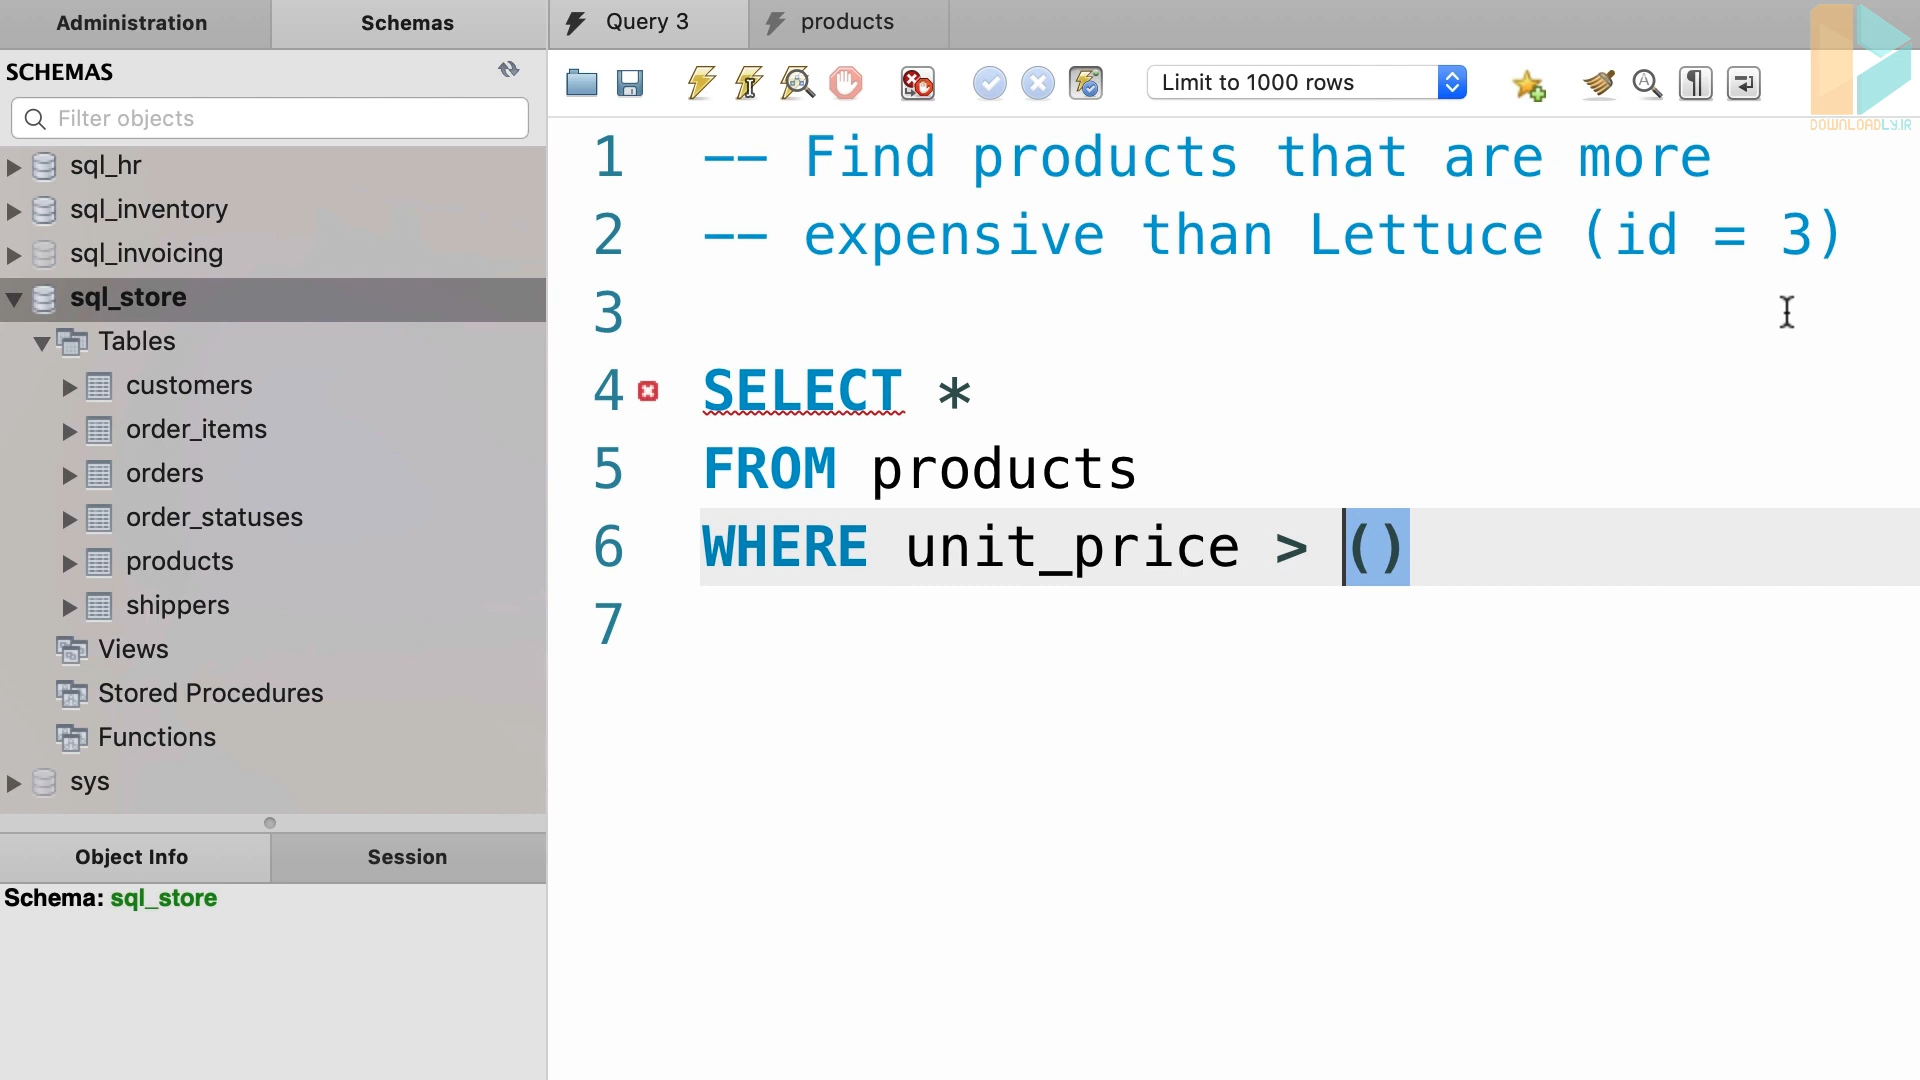 Administration
Schemas
Query 3
products
SCHEMAS
Limit to 1000 rows
DOWNLOADLY.IR
Filter objects
sql_hr
sql_inventory
sql_invoicing
sql_store
Tables
customers
order_items
orders
order_statuses
products
shippers
Views
Stored Procedures
Functions
sys
Object Info
Session
Schema: sql_store
1 -- Find products that are more
2 -- expensive than Lettuce (id = 3)
3
4 SELECT *
5 FROM products
6 WHERE unit_price > ()
7